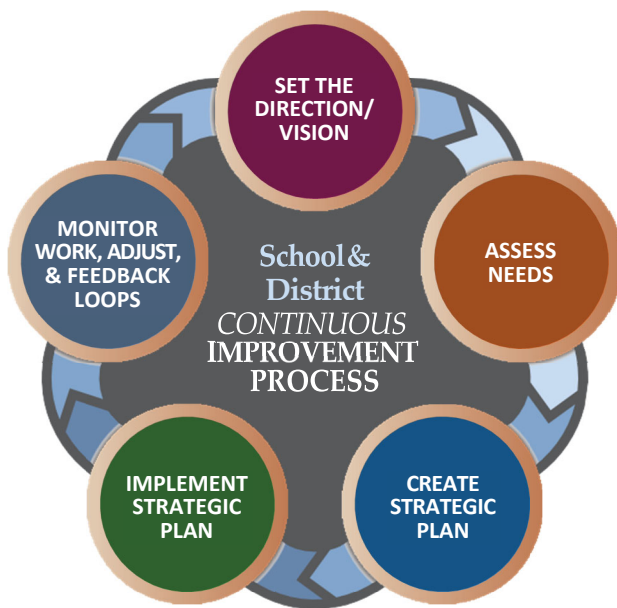 SET THE
DIRECTION/
VISION
ASSESS
NEEDS
CREATE
STRATEGIC
PLAN
IMPLEMENT
STRATEGIC
PLAN
MONITOR
WORK, ADJUST,
& FEEDBACK
LOOPS
School &
District
CONTINUOUS
IMPROVEMENT
PROCESS